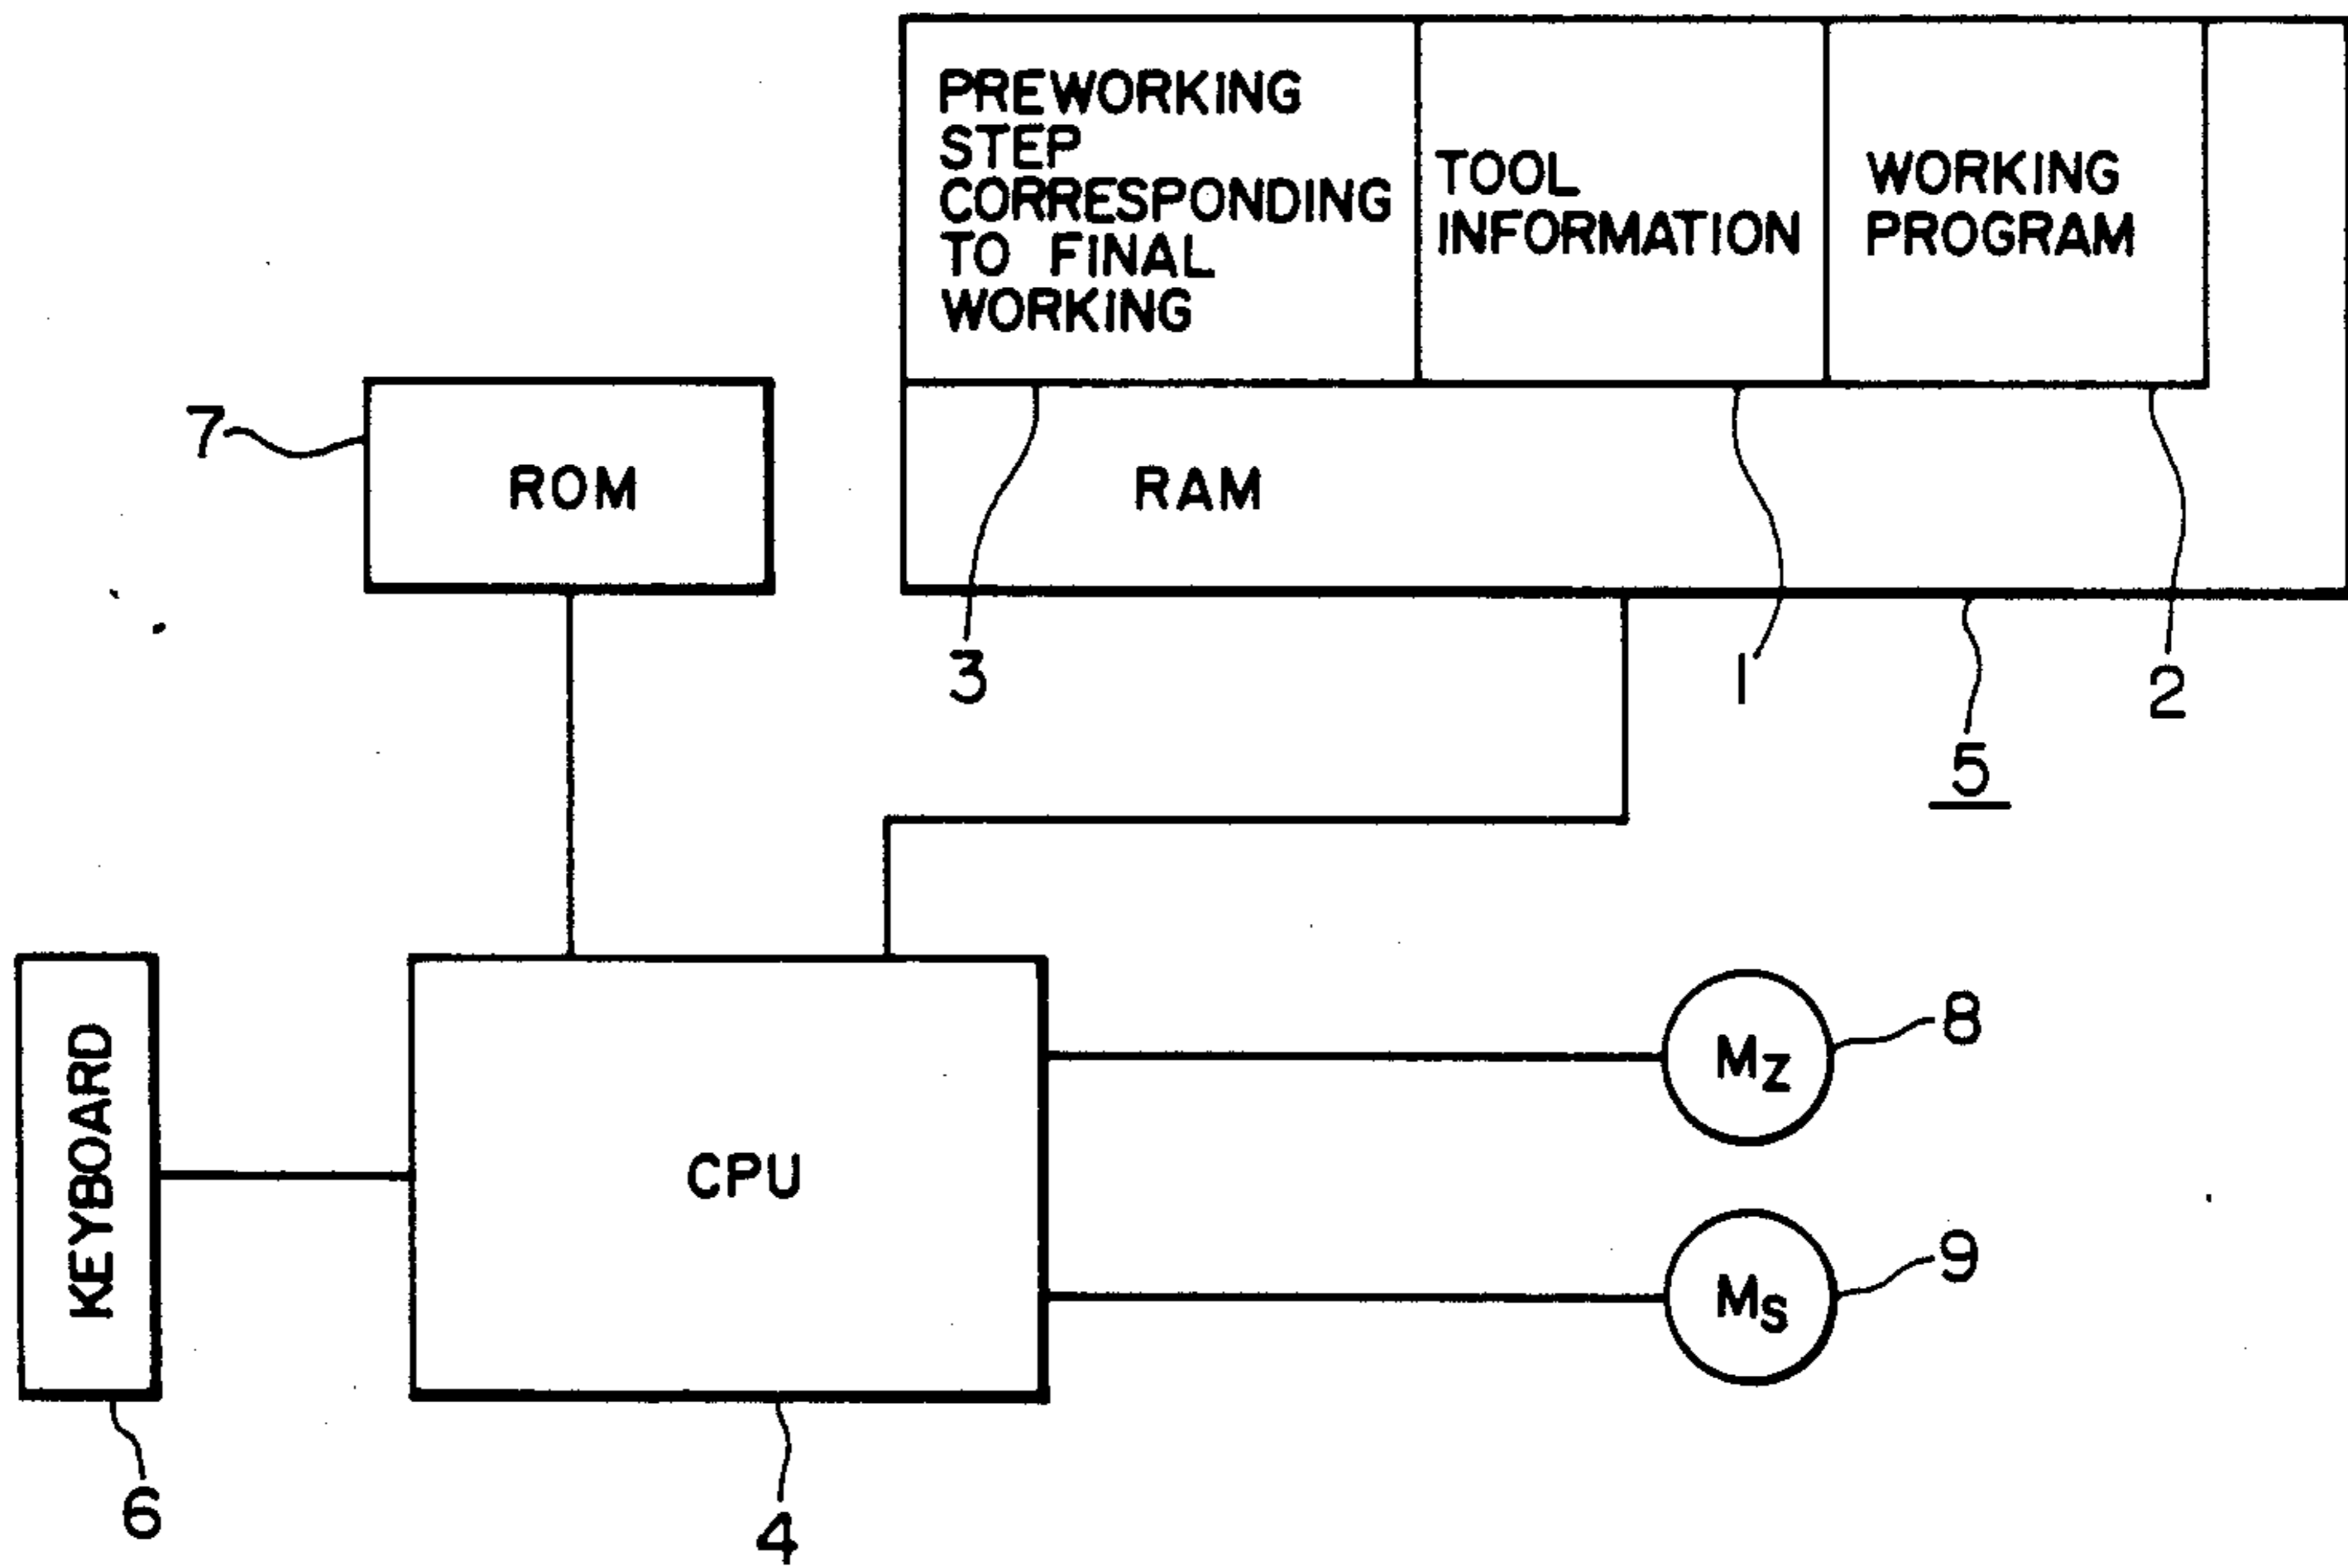 PREWORKING
STEP
CORRESPONDING
TO FINAL
WORKING
TOOL
INFORMATION
WORKING
PROGRAM
7
ROM
RAM
3
1
2
5
KEYBOARD
CPU
MZ
8
MS
9
6
4